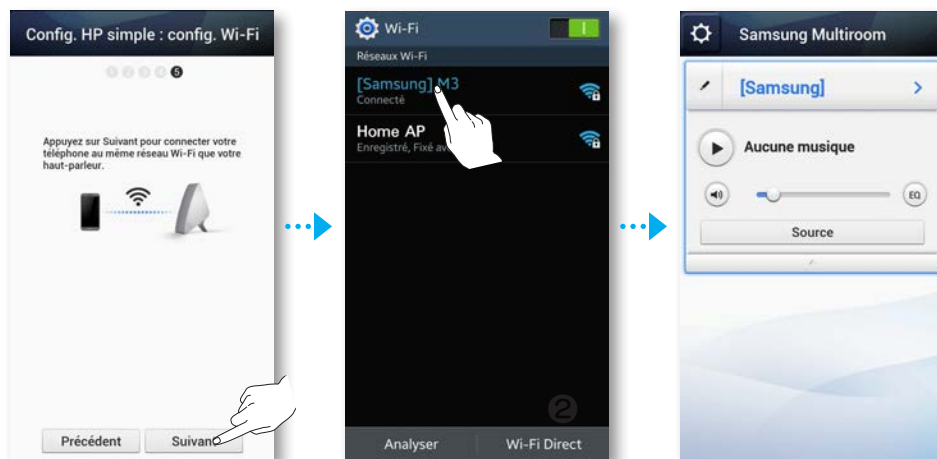 Config. HP simple : config. Wi-Fi
5
Appuyez sur Suivant pour connecter votre
téléphone au même réseau Wi-Fi que votre
haut-parleur.
Précédent
Suivant
Wi-Fi
Réseaux Wi-Fi
[Samsung] M3
Connecté
Home AP
Enregistré, Fixé
2
Analyser
Wi-Fi Direct
Samsung Multiroom
[Samsung]
Aucune musique
EQ
Source